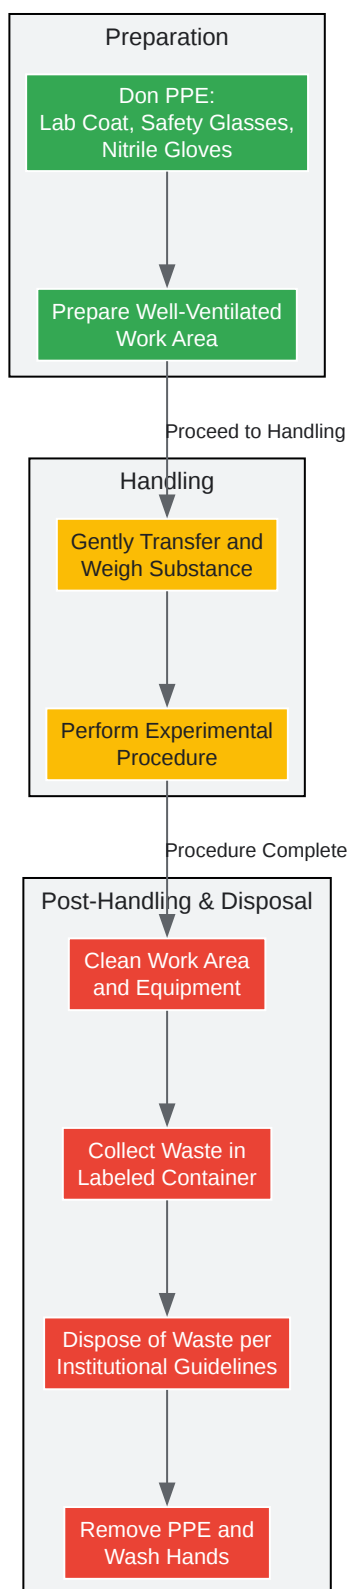 Preparation
Don PPE:
Lab Coat, Safety Glasses,
Nitrile Gloves
Prepare Well-Ventilated
Work Area
Proceed to Handling
Handling
Gently Transfer and
Weigh Substance
Perform Experimental
Procedure
Procedure Complete
Post-Handling & Disposal
Clean Work Area
and Equipment
Collect Waste in
Labeled Container
Dispose of Waste per
Institutional Guidelines
Remove PPE and
Wash Hands